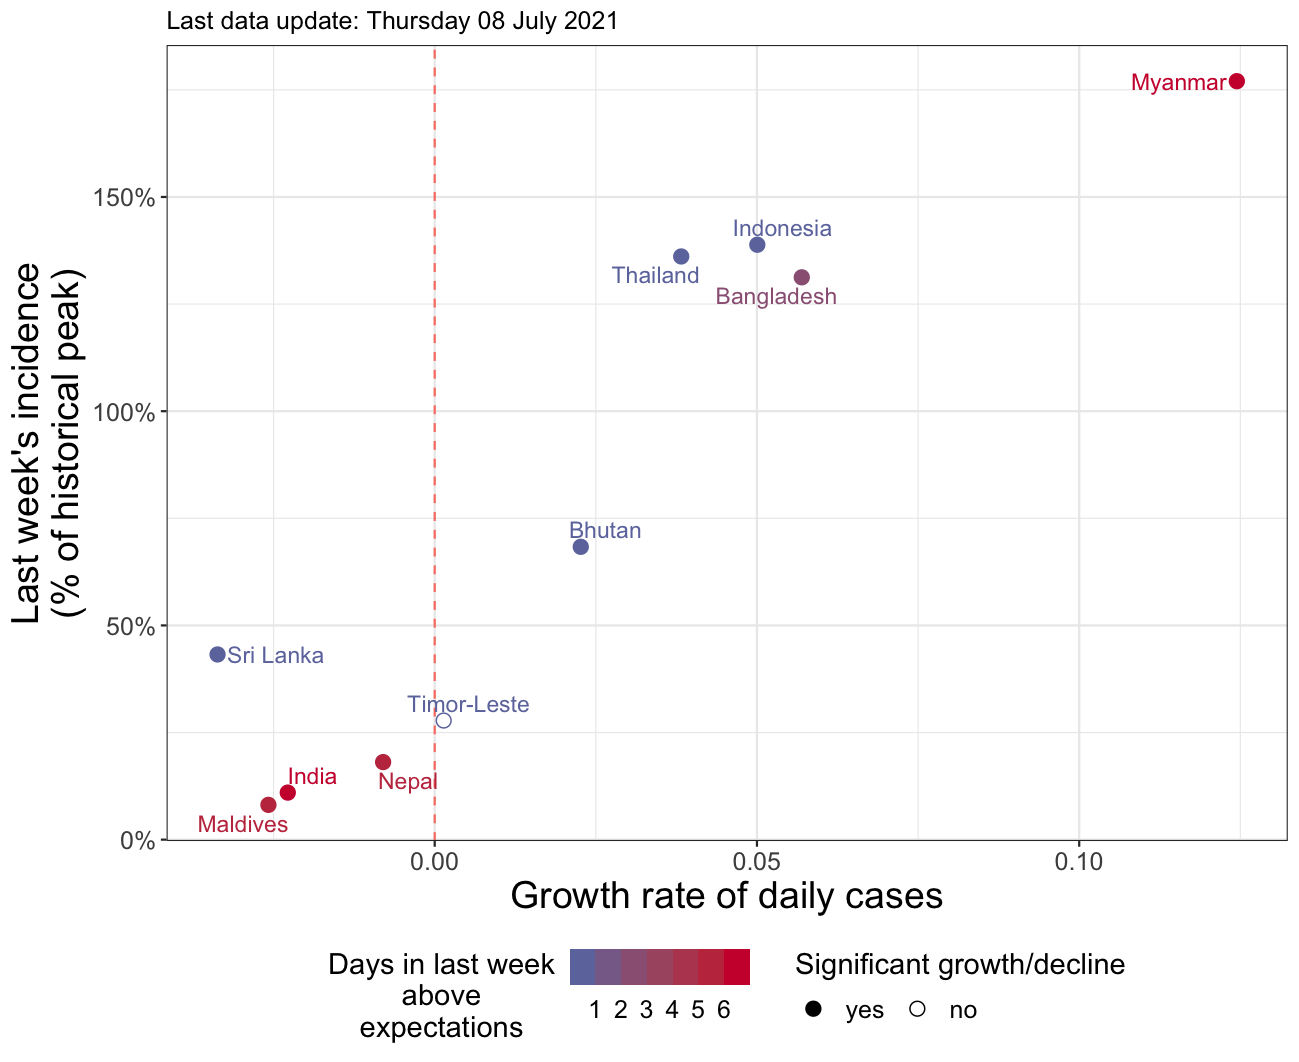 Last data update: Thursday 08 July 2021
Last week's incidence
(% of historical peak)
150%
100%
50%
0%
Myanmar
Indonesia
Thailand
Bangladesh
Bhutan
Sri Lanka
Timor-Leste
India
Nepal
Maldives
0.00 0.05 0.10
Growth rate of daily cases
Days in last week
above
expectations
1 2 3 4 5 6
Significant growth/decline
yes no